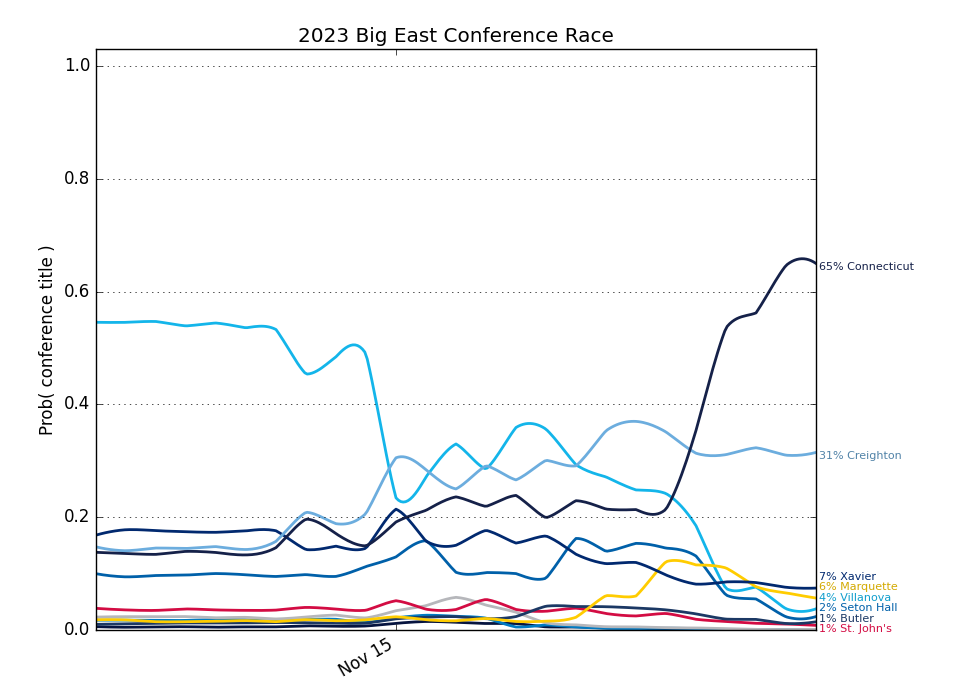 2023 Big East Conference Race
Prob( conference title )
1.0
0.8
0.6
0.4
0.2
0.0
Nov 15
65% Connecticut
31% Creighton
7% Xavier
6% Marquette
4% Villanova
2% Seton Hall
1% Butler
1% St. John's